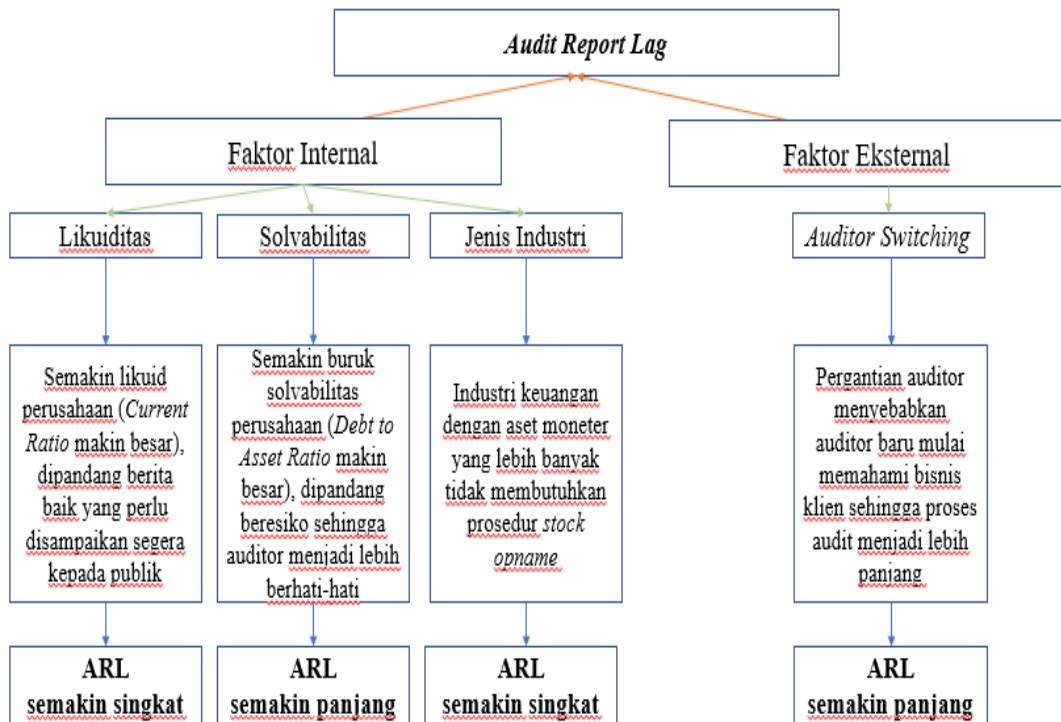 Audit Report Lag
Faktor Internal
Faktor Eksternal
Likuiditas
Solvabilitas
Jenis Industri
Auditor Switching
Semakin likuid
perusahaan (Current
Ratio makin besar),
dipandang berita
baik yang perlu
disampaikan segera
kepada publik
Semakin buruk
solvabilitas
perusahaan (Debt to
Asset Ratio makin
besar), dipandang
beresiko sehingga
auditor menjadi lebih
berhati-hati
Industri keuangan
dengan aset moneter
yang lebih banyak
tidak membutuhkan
prosedur stock
opname
Pergantian auditor
menyebabkan
auditor baru mulai
memahami bisnis
klien sehingga proses
audit menjadi lebih
panjang
ARL
semakin singkat
ARL
semakin panjang
ARL
semakin singkat
ARL
semakin panjang